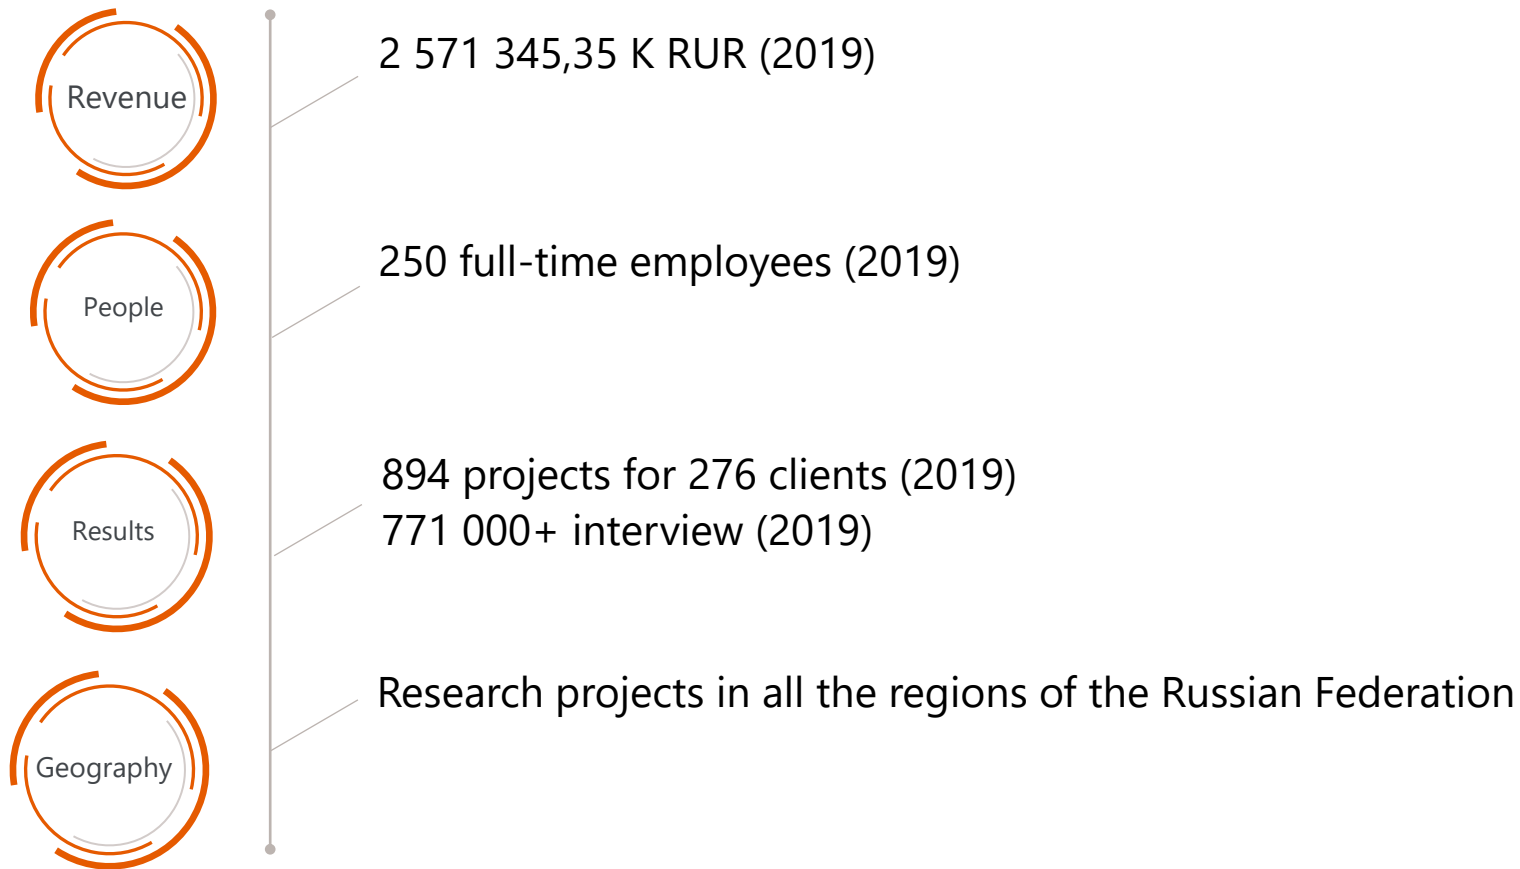 Revenue
2 571 345,35 K RUR (2019)
People
250 full-time employees (2019)
Results
894 projects for 276 clients (2019)
771 000+ interview (2019)
Geography
Research projects in all the regions of the Russian Federation